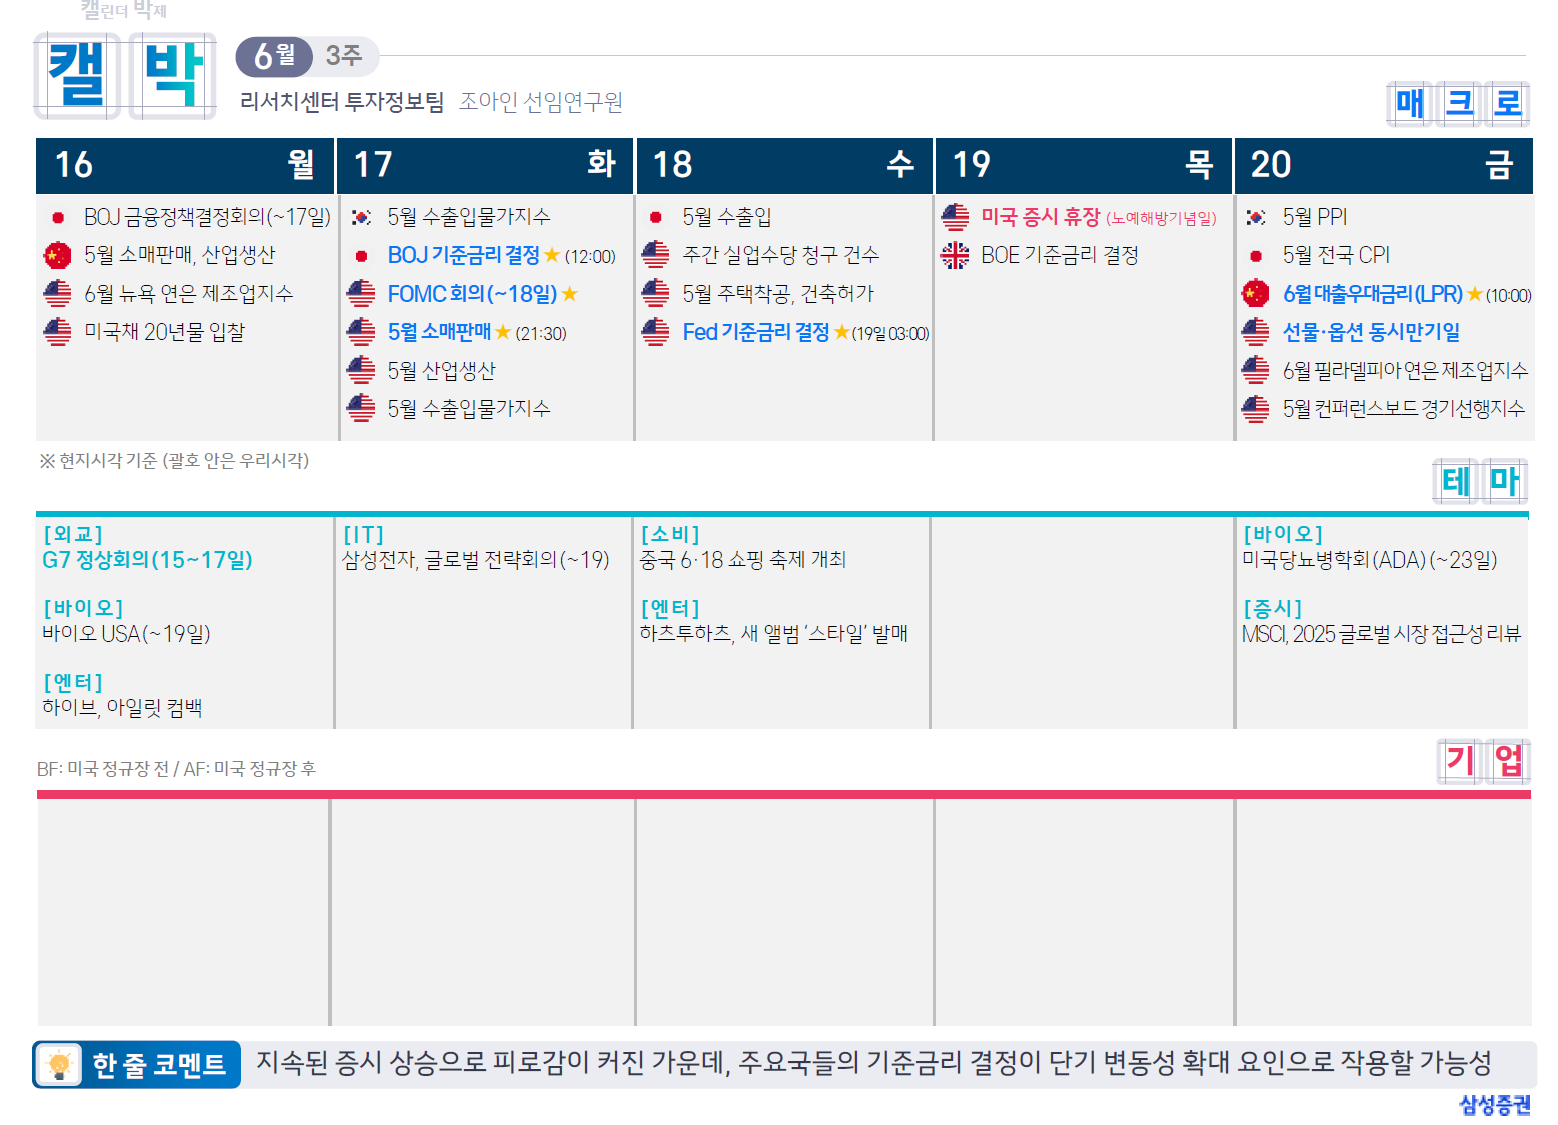 캘린더 박제
캘 박
6월 3주
리서치센터 투자정보팀 조아인 선임연구원
매크로
16 월
BOJ 금융정책결정회의(~17일)
5월 소매판매, 산업생산
6월 뉴욕 연은 제조업지수
미국채 20년물 입찰
17 화
5월 수출입물가지수
BOJ 기준금리 결정★(12:00)
FOMC 회의(~18일)★
5월 소매판매★(21:30)
5월 산업생산
5월 수출입물가지수
18 수
5월 수출입
주간 실업수당 청구 건수
5월 주택착공, 건축허가
Fed 기준금리 결정★(19일 03:00)
19 목
미국 증시 휴장 (노예해방기념일)
BOE 기준금리 결정
20 금
5월 PPI
5월 전국 CPI
6월 대출우대금리(LPR)★(10:00)
선물·옵션 동시만기일
6월 필라델피아 연은 제조업지수
5월 컨퍼런스보드 경기선행지수
※ 현지시각 기준 (괄호 안은 우리시각)
테마
[외교]
G7 정상회의(15~17일)
[바이오]
바이오 USA(~19일)
[엔터]
하이브, 아일릿 컴백
[IT]
삼성전자, 글로벌 전략회의(~19)
[소비]
중국 6·18 쇼핑 축제 개최
[엔터]
하츠투하츠, 새 앨범 ‘스타일’ 발매
[바이오]
미국당뇨병학회(ADA)(~23일)
[증시]
MSCI, 2025 글로벌 시장 접근성 리뷰
기업
BF: 미국 정규장 전 / AF: 미국 정규장 후
한 줄 코멘트 지속된 증시 상승으로 피로감이 커진 가운데, 주요국들의 기준금리 결정이 단기 변동성 확대 요인으로 작용할 가능성
삼성증권